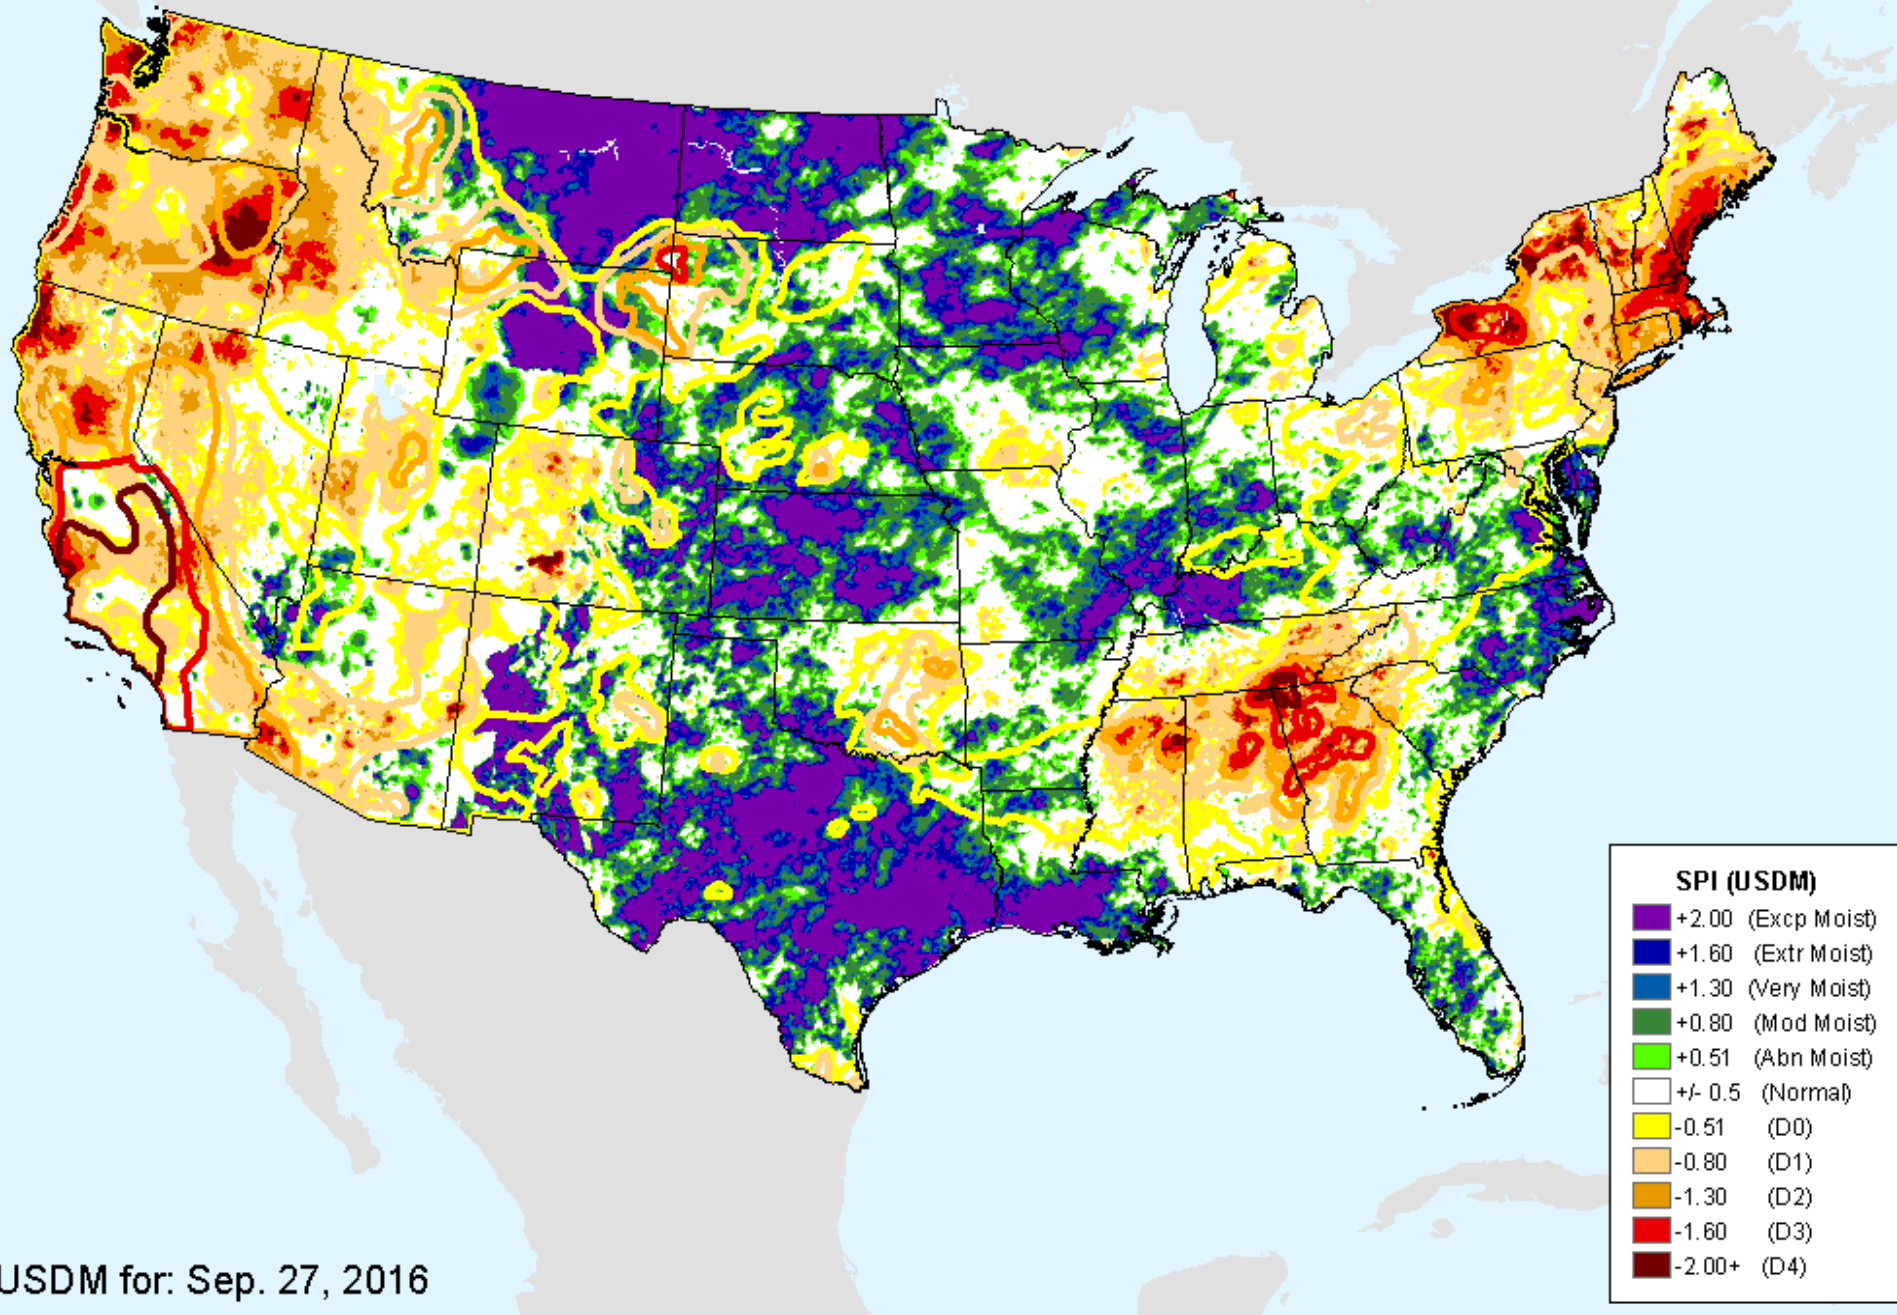 SPI (USDM)
+2.00 (Excp Moist)
+1.60 (Extr Moist)
+1.30 (Very Moist)
+0.80 (Mod Moist)
+0.51 (Abn Moist)
+/- 0.5 (Normal)
-0.51 (D0)
-0.80 (D1)
-1.30 (D2)
-1.60 (D3)
-2.00+ (D4)
USDM for: Sep. 27, 2016